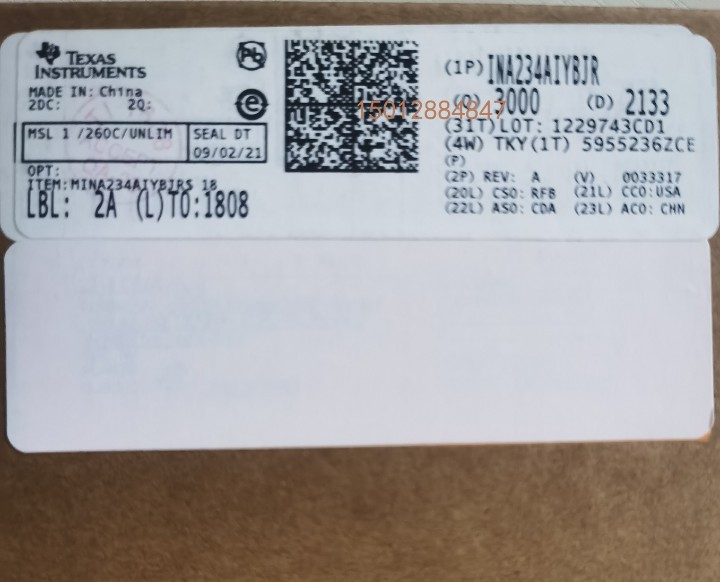 TEXAS
INSTRUMENTS
MADE IN: China
2DC: 2Q:
MSL 1 /260C/UNLIM
SEAL DT
09/02/21
OPT:
ITEM:MINA234AIYBJRS 18
LBL: 2A (L)TO:1808
Pb
e
(1P) INA234AIYBJR
(Q) 3000 (D) 2133
15012884847
(31T)LOT: 1229743CD1
(4W) TKY(1T) 5955236ZCE
(P)
(2P) REV: A (V) 0033317
(20L) CSO: RFB (21L) CCO:USA
(22L) ASO: CDA (23L) ACO: CHN